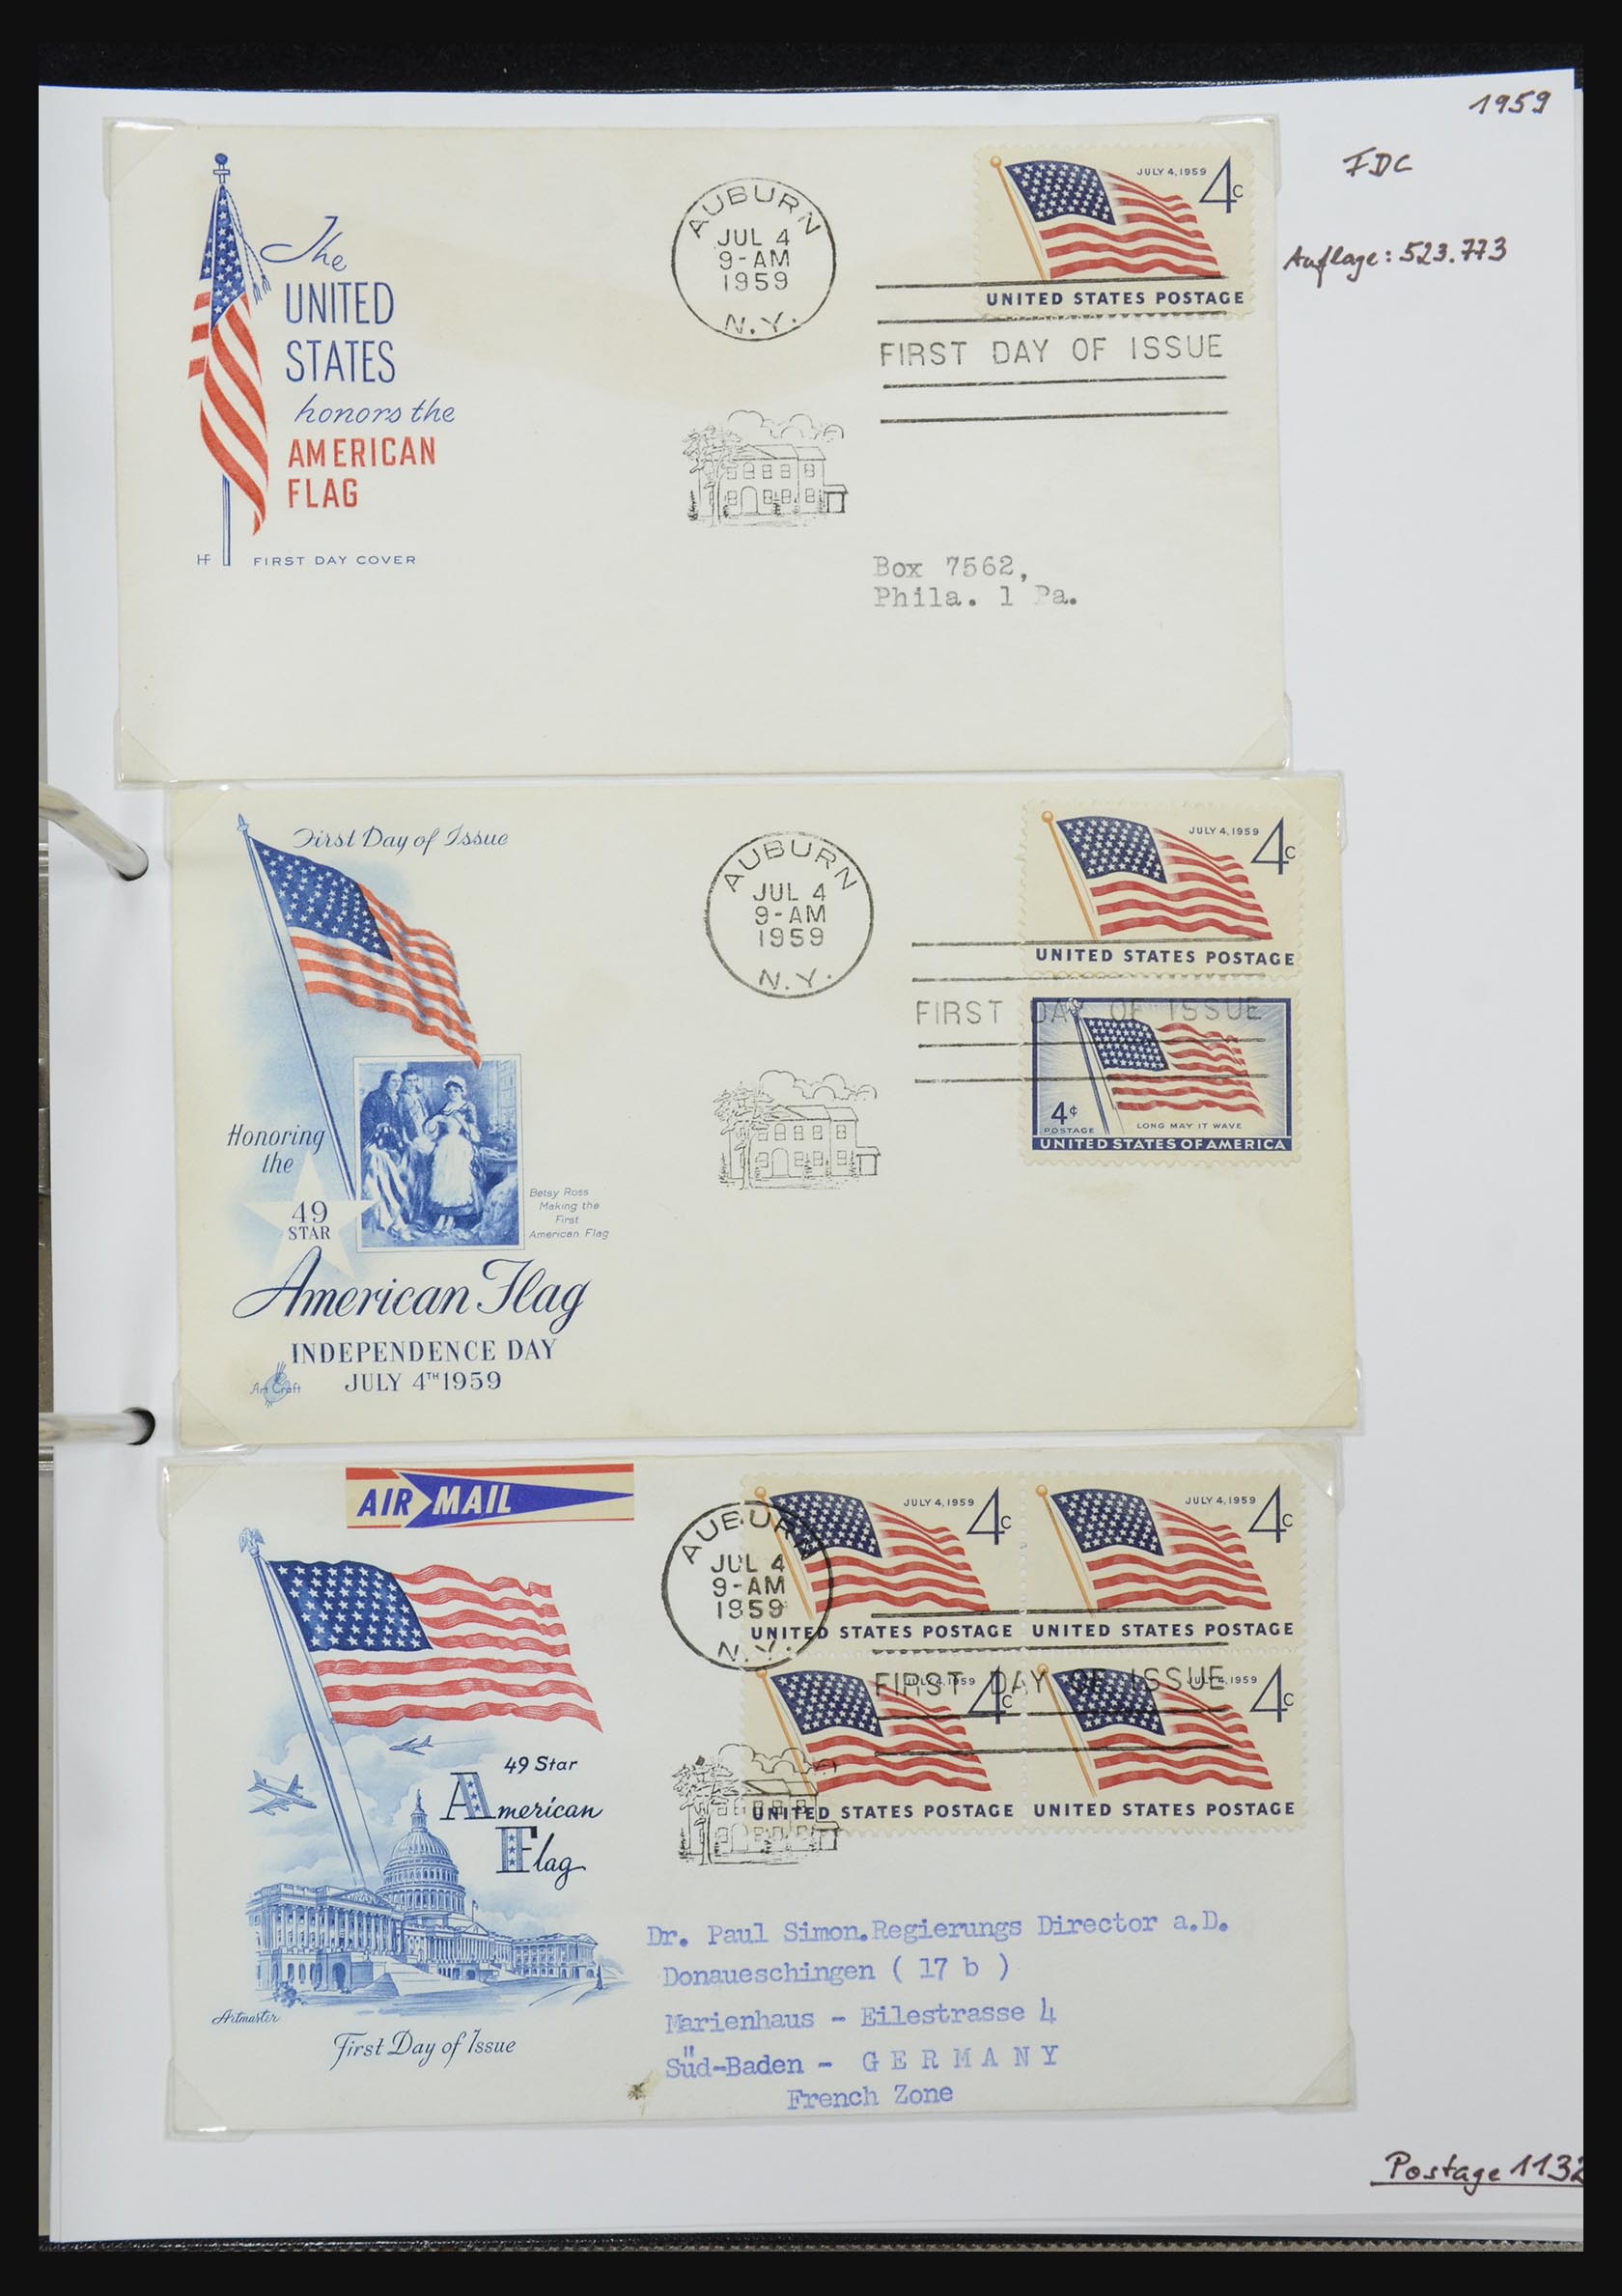 1959
FDC
Auflage: 523.773
The
UNITED
STATES
honors the
AMERICAN
FLAG
HF FIRST DAY COVER
AUBURN
JUL 4
9-AM
1959
N.Y.
JULY 4, 1959 4c
UNITED STATES POSTAGE
FIRST DAY OF ISSUE
Box 7562,
Phila. 1 Pa.
First Day of Issue
Honoring
the
49
STAR
Betsy Ross
Making the
First
American Flag
American Flag
INDEPENDENCE DAY
JULY 4TH 1959
Art Craft
AUBURN
JUL 4
9-AM
1959
N.Y.
JULY 4, 1959 4c
UNITED STATES POSTAGE
FIRST DAY OF ISSUE
4¢
POSTAGE LONG MAY IT WAVE
UNITED STATES OF AMERICA
AIR MAIL
49 Star
American
Flag
Artmaster
First Day of Issue
AUBURN
JUL 4
9-AM
1959
N.Y.
JULY 4, 1959 4c JULY 4, 1959 4c
UNITED STATES POSTAGE UNITED STATES POSTAGE
FIRST DAY OF ISSUE
JULY 4, 1959 4c JULY 4, 1959 4c
UNITED STATES POSTAGE UNITED STATES POSTAGE
Dr. Paul Simon.Regierungs Director a.D.
Donaueschingen ( 17 b )
Marienhaus - Eilestrasse 4
Süd-Baden - G E R M A N Y
French Zone
Postage 1132